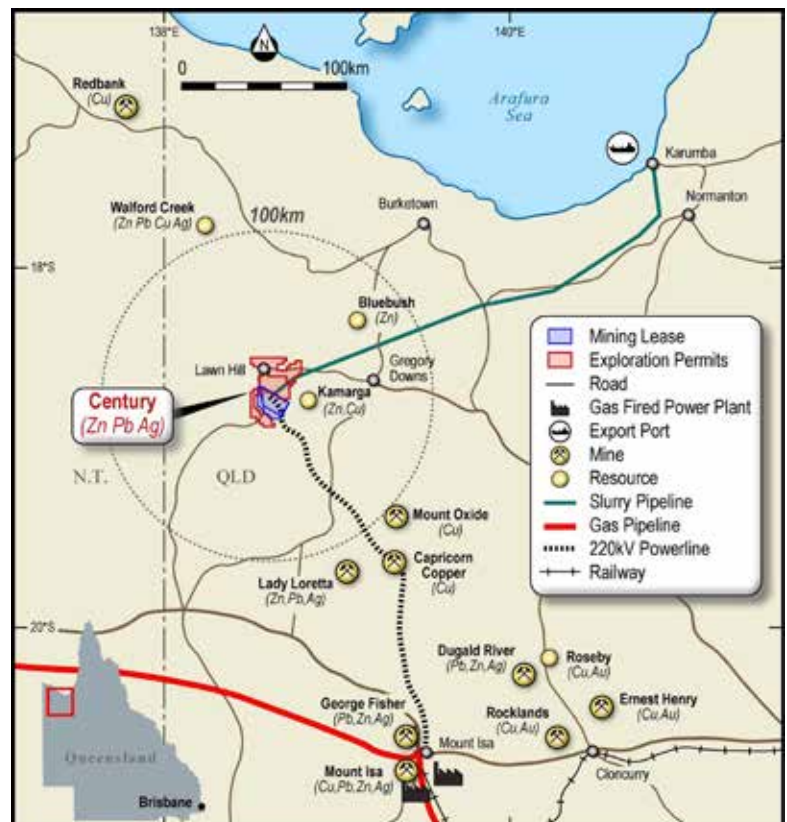 138°E
140°E
N
0
100km
Redbank
(Cu)
Arafura
Sea
Karumba
Walford Creek
(Zn Pb Cu Ag)
100km
Burketown
Normanton
18°S
Bluebush
(Zn)
Lawn Hill
Gregory
Downs
Century
(Zn Pb Ag)
Kamarga
(Zn,Cu)
N.T.
QLD
Mining Lease
Exploration Permits
Road
Gas Fired Power Plant
Export Port
Mine
Resource
Slurry Pipeline
Gas Pipeline
220kV Powerline
Railway
Mount Oxide
(Cu)
Capricorn
Copper
(Cu)
Lady Loretta
(Zn,Pb,Ag)
20°S
Dugald River
(Pb,Zn,Ag)
Roseby
(Cu,Au)
George Fisher
(Pb,Zn,Ag)
Ernest Henry
(Cu,Au)
Rocklands
(Cu,Au)
Mount Isa
Cloncurry
Mount Isa
(Cu,Pb,Zn,Ag)
Queensland
Brisbane